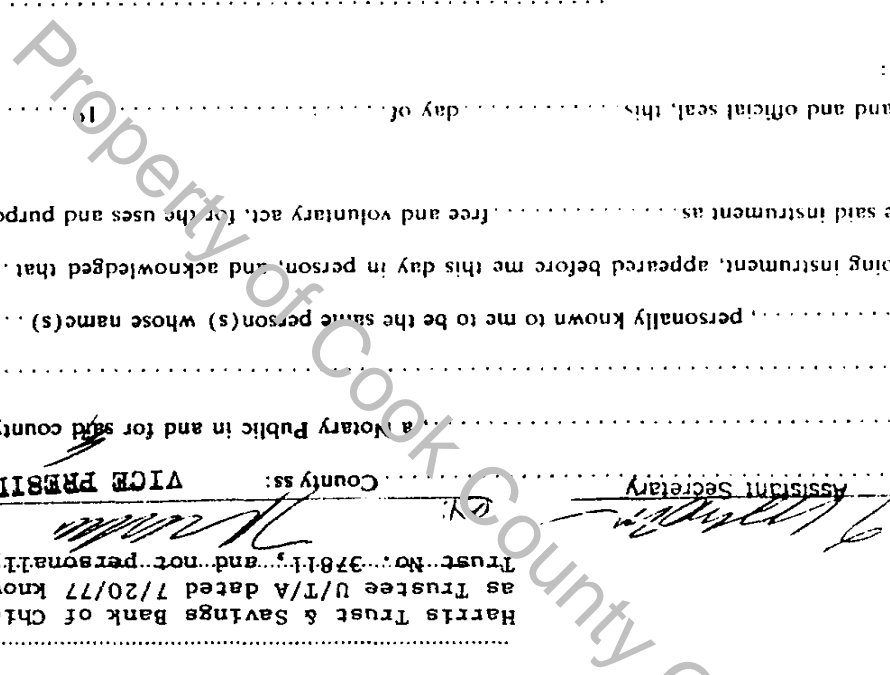 Harris Trust & Savings Bank of Chi
as Trustee U/T/A dated 7/20/77 know
Trust No. 37811, and not personall
By:
Assistant Secretary
County ss: VICE PRESID
, a Notary Public in and for said county
, personally known to me to be the same person(s) whose name(s)
oing instrument, appeared before me this day in person, and acknowledged that
e said instrument as free and voluntary act, for the uses and purpo
and and official seal, this day of 19
Property of Cook County